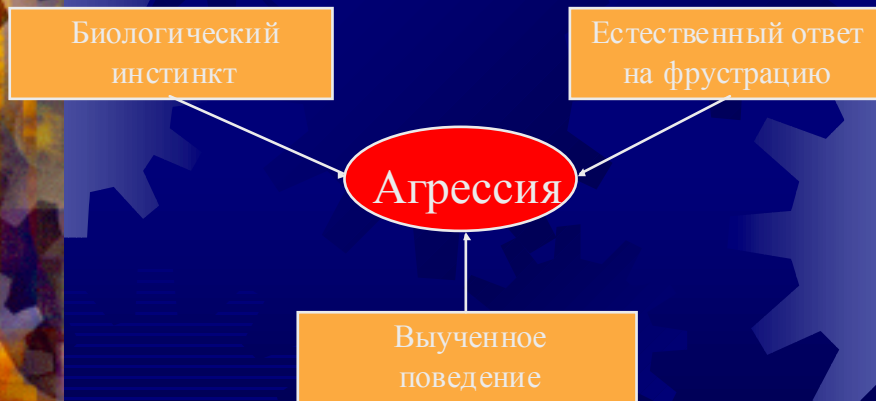 Биологический
инстинкт
Естественный ответ
на фрустрацию
Агрессия
Выученное
поведение